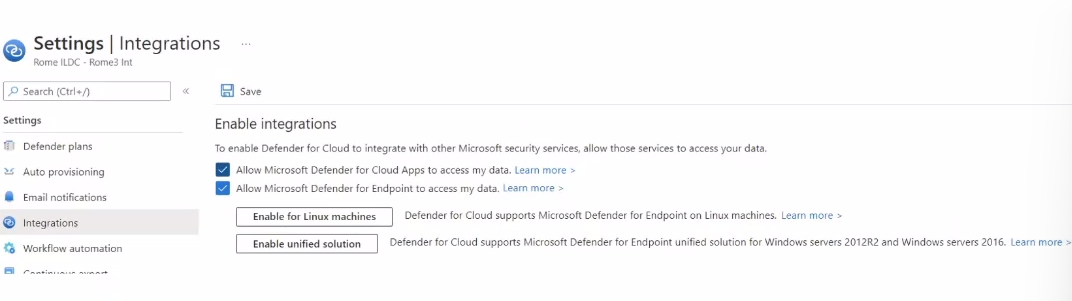 Settings | Integrations ...
Rome ILDC - Rome3 Int
Search (Ctrl+/) «
Save
Settings
Defender plans
Auto provisioning
Email notifications
Integrations
Workflow automation
Continuous export
Enable integrations
To enable Defender for Cloud to integrate with other Microsoft security services, allow those services to access your data.
Allow Microsoft Defender for Cloud Apps to access my data. Learn more >
Allow Microsoft Defender for Endpoint to access my data. Learn more >
Enable for Linux machines Defender for Cloud supports Microsoft Defender for Endpoint on Linux machines. Learn more >
Enable unified solution Defender for Cloud supports Microsoft Defender for Endpoint unified solution for Windows servers 2012R2 and Windows servers 2016. Learn more >